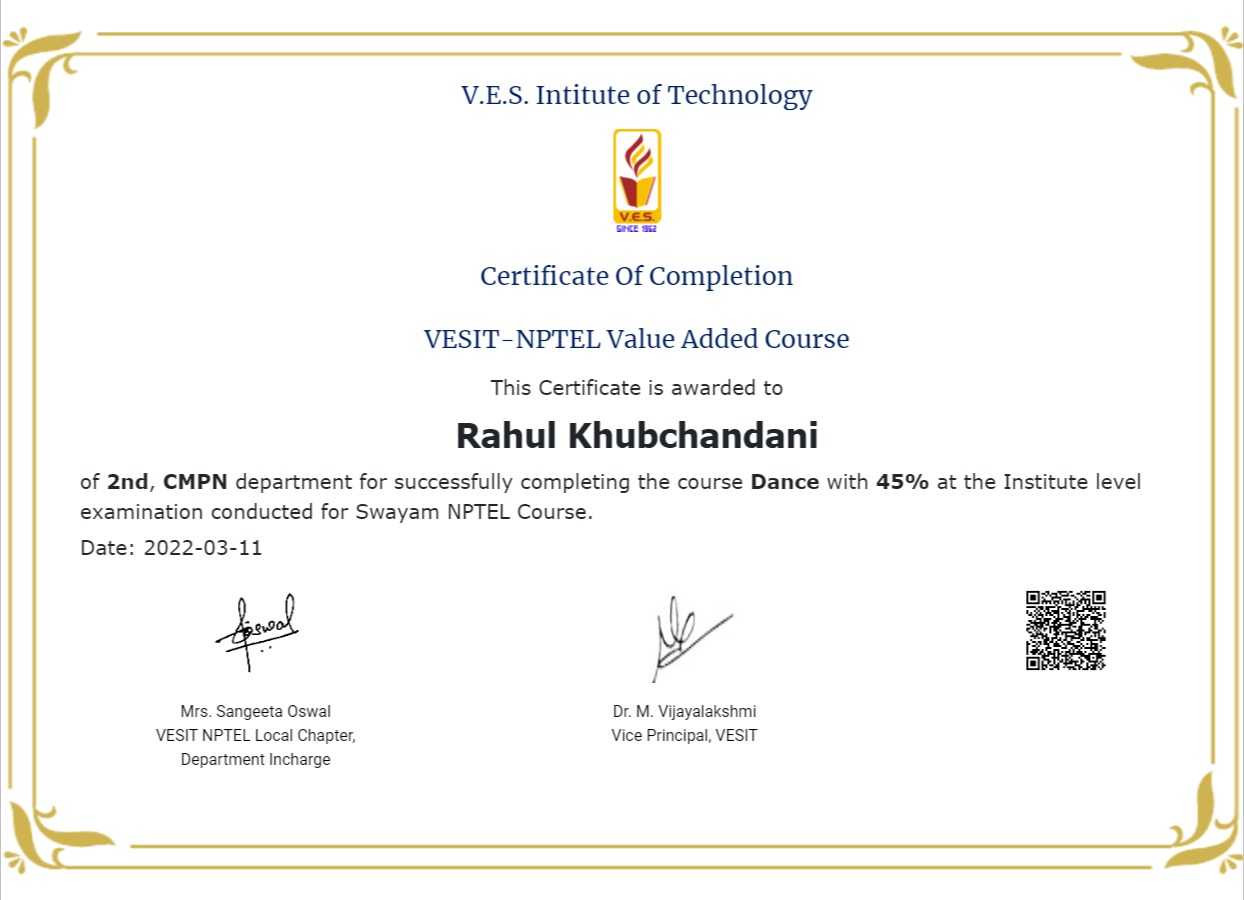 V.E.S. Intitute of Technology
V.E.S.
SINCE 1962
Certificate Of Completion
VESIT-NPTEL Value Added Course
This Certificate is awarded to
Rahul Khubchandani
of 2nd, CMPN department for successfully completing the course Dance with 45% at the Institute level
examination conducted for Swayam NPTEL Course.
Date: 2022-03-11
Oswal
Mrs. Sangeeta Oswal
VESIT NPTEL Local Chapter,
Department Incharge
Dr. M. Vijayalakshmi
Vice Principal, VESIT